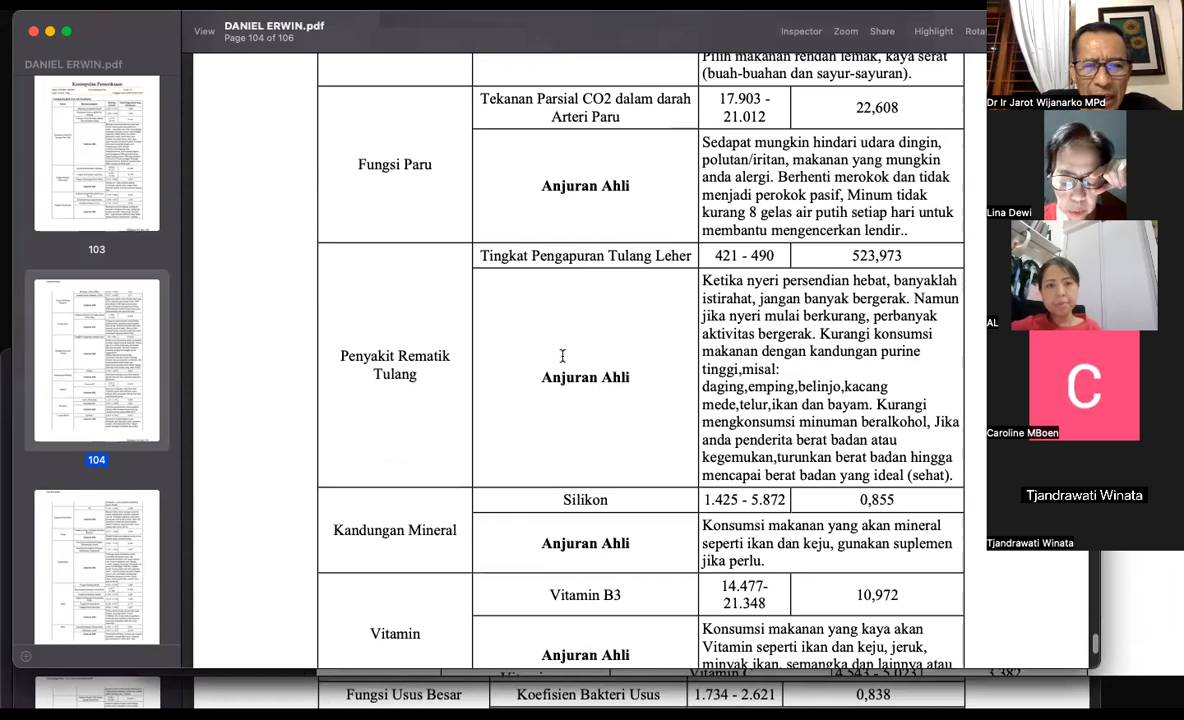 DANIEL ERWIN.pdf
Page 104 of 106
View
Inspector
Zoom
Share
Highlight
DANIEL ERWIN.pdf
103
104
Pilih makanan rendah lemak, kaya serat
(buah-buahan dan sayur-sayuran).
Fungsi Paru
Tekanan Parsial CO2 dalam darah
Arteri Paru
17.903 -
21.012
22,608
Anjuran Ahli
Sedapat mungkin hindari udara dingin,
polutan/iritan, makanan yang mungkin
anda alergi. Berhenti merokok dan tidak
menjadi perokok pasif, Minum tidak
kurang 8 gelas air putih setiap hari untuk
membantu mengencerkan lendir..
Penyakit Rematik
Tulang
Tingkat Pengapuran Tulang Leher
421 - 490
523,973
Anjuran Ahli
Ketika nyeri persendian hebat, banyaklah
istirahat, jangan banyak bergerak. Namun
jika nyeri mulai berkurang, perbanyak
aktivitas bergerak. Kurangi konsumsi
makanan dengan kandungan purine
tinggi,misal:
daging,emping,belinjo,kacang
mede,telur,ikan dan bayam. Kurangi
mengkonsumsi minuman beralkohol, Jika
anda penderita berat badan atau
kegemukan,turunkan berat badan hingga
mencapai berat badan yang ideal (sehat).
Kandungan Mineral
Silikon
1.425 - 5.872
0,855
Anjuran Ahli
Konsumsi makanan yang akan mineral
seperti ikan dan susu, gunakan suplemen
jika perlu.
Vitamin
Vitamin B3
14.477-
21.348
10,972
Anjuran Ahli
Konsumsi makanan yang kaya akan
Vitamin seperti ikan dan keju, jeruk,
minyak ikan, semangka dan lainnya atau
Fungsi Usus Besar
Koefisien Bakteri Usus
1.734 - 2.621
0,838
Dr Ir Jarot Wijanarko MPd
Lina Dewi
AL
C
Caroline MBoen
Tjandrawati Winata
Tjandrawati Winata